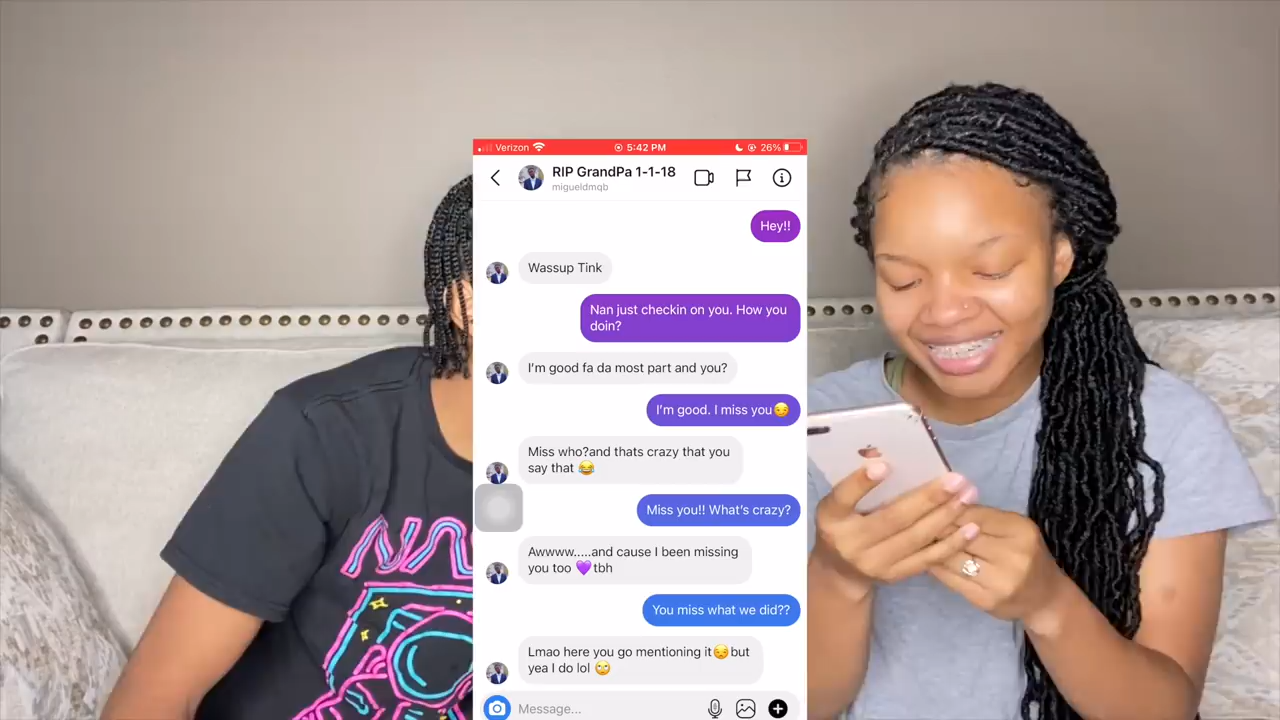 Verizon 5:42 PM 26%
RIP GrandPa 1-1-18
migueldmqb
Hey!!
Wassup Tink
Nan just checkin on you. How you
doin?
I'm good fa da most part and you?
I'm good. I miss you😏
Miss who?and thats crazy that you
say that 😂
Miss you!! What's crazy?
Awwww.....and cause I been missing
you too 💜tbh
You miss what we did??
Lmao here you go mentioning it😏but
yea I do lol 🙄
Message...